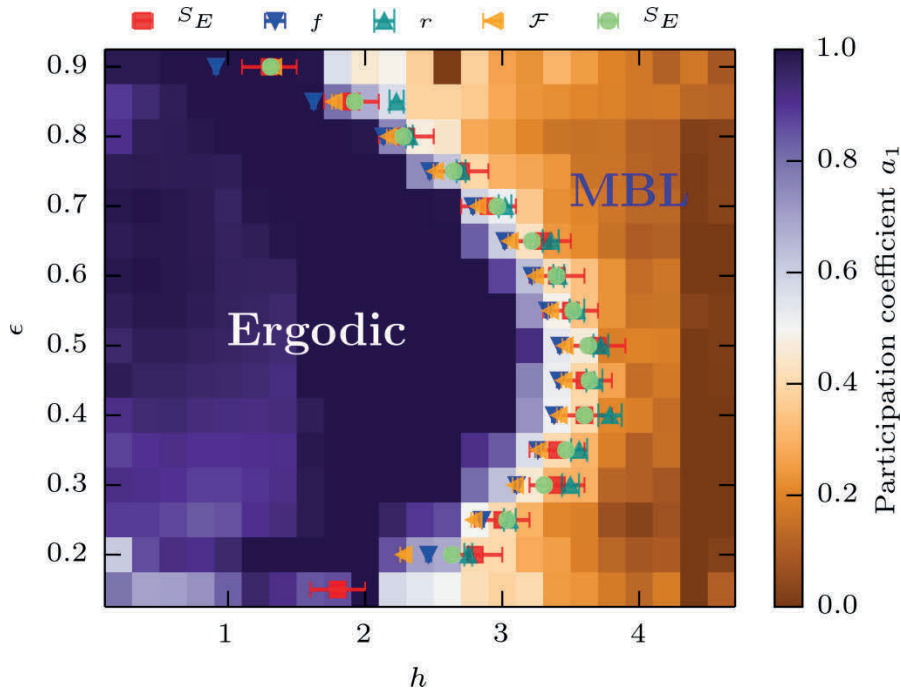 S_E f r ℱ S_E
0.9
0.8
0.7
0.6
0.5
0.4
0.3
0.2
ϵ
Ergodic
MBL
1 2 3 4
h
1.0
0.8
0.6
0.4
0.2
0.0
Participation coefficient a_1